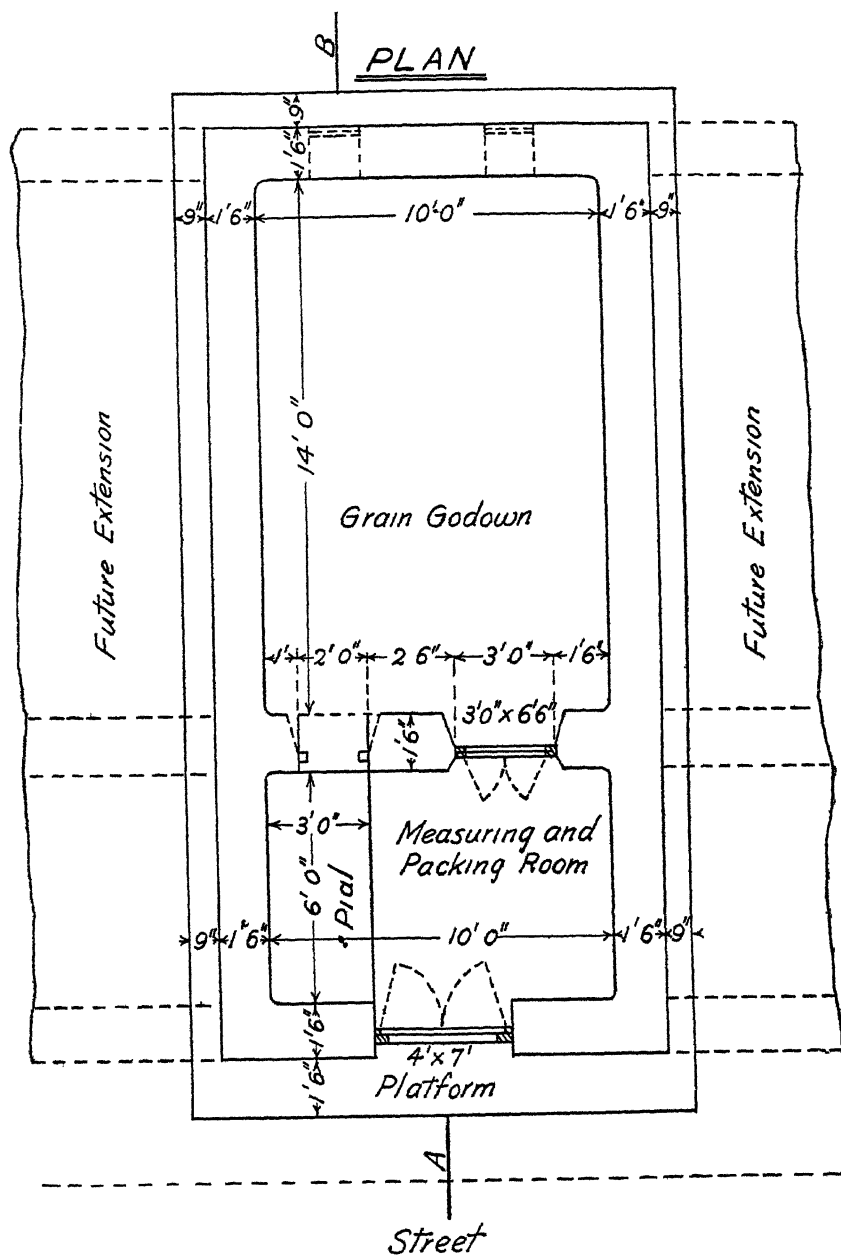 B
PLAN
9"
1'6"
9" 1'6" 10'-0" 1'6" 9"
14' 0"
Future Extension
Grain Godown
Future Extension
1' 2' 0" 2 6" 3' 0" 1'6"
3'0" x 6'6"
1'6"
3' 0"
Measuring and
Packing Room
6' 0"
Pial
9" 1' 6" 10' 0" 1'6" 9"
1'6"
4' x 7'
1'6"
Platform
A
Street